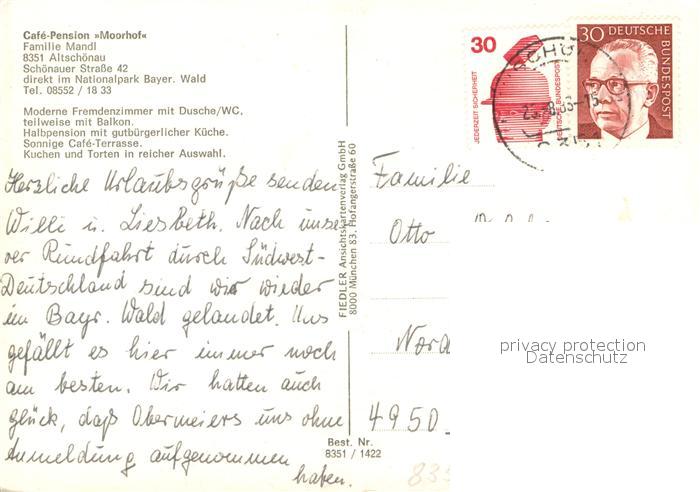 Café-Pension »Moorhof«
Familie Mandl
8351 Altschönau
Schönauer Straße 42
direkt im Nationalpark Bayer. Wald
Tel. 08552 / 18 33
Moderne Fremdenzimmer mit Dusche/WC,
teilweise mit Balkon.
Halbpension mit gutbürgerlicher Küche.
Sonnige Café-Terrasse.
Kuchen und Torten in reicher Auswahl.
Herzliche Urlaubsgrüße senden
Willi u. Liesbeth. Nach unse-
rer Rundfahrt durch Südwest-
Deutschland sind wir wieder
im Bayr. Wald gelandet. Uns
gefällt es hier immer noch
am besten. Wir hatten auch
glück, daß Obermeiers uns ohne
Anmeldung aufgenommen
haben.
FIEDLER Ansichtskartenverlag GmbH
8000 München 83, Hofangerstraße 60
Best. Nr.
8351 / 1422
30
JEDERZEIT SICHERHEIT
DEUTSCHE BUNDESPOST
30 DEUTSCHE
BUNDESPOST
Familie
Otto
Nord
4950
privacy protection
Datenschutz